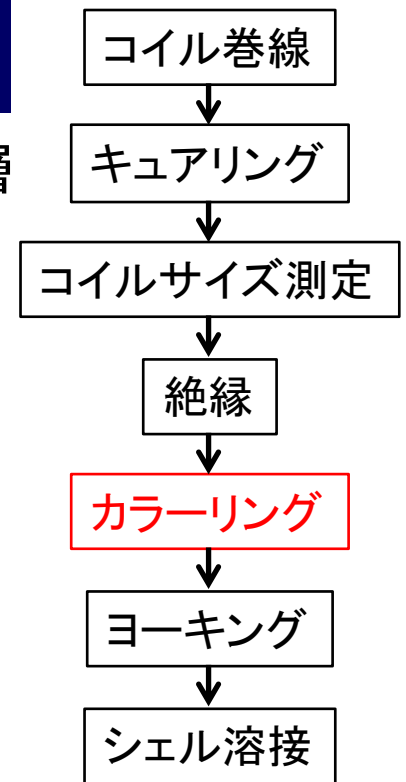 コイル巻線
キュアリング
層
コイルサイズ測定
絶縁
カラーリング
ヨーキング
シェル溶接